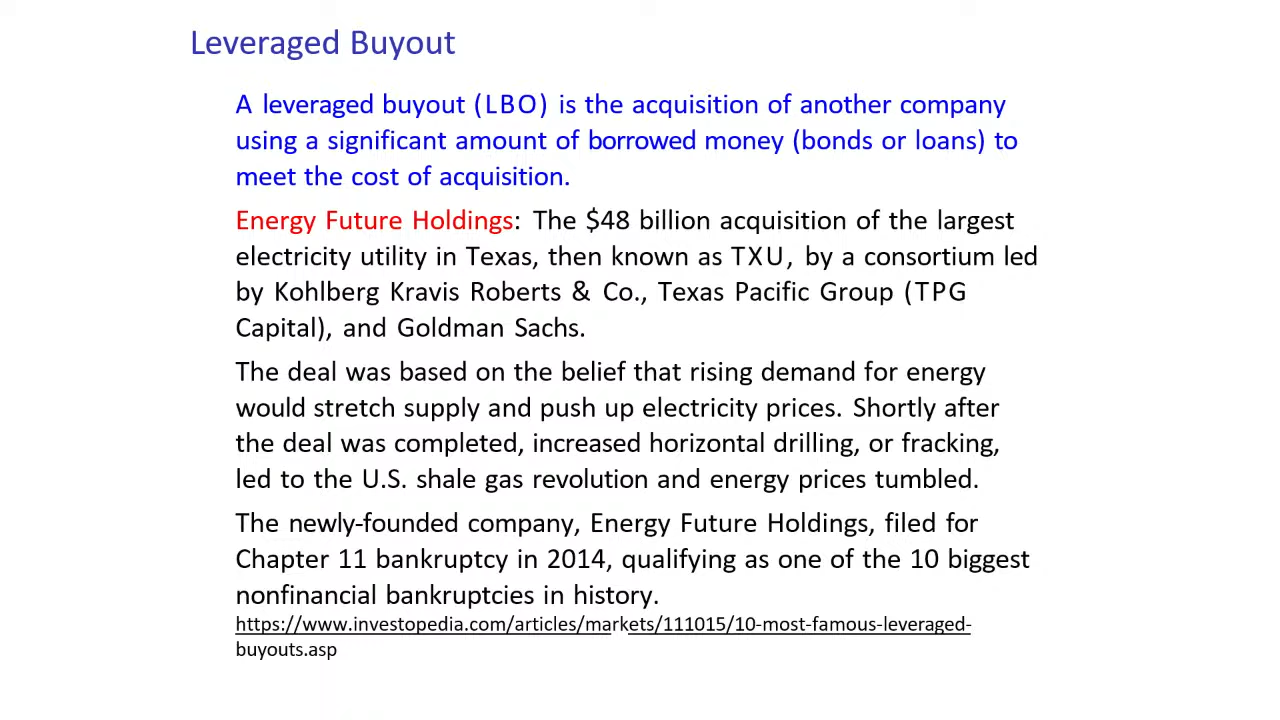 Leveraged Buyout
A leveraged buyout (LBO) is the acquisition of another company
using a significant amount of borrowed money (bonds or loans) to
meet the cost of acquisition.
Energy Future Holdings: The $48 billion acquisition of the largest
electricity utility in Texas, then known as TXU, by a consortium led
by Kohlberg Kravis Roberts & Co., Texas Pacific Group (TPG
Capital), and Goldman Sachs.
The deal was based on the belief that rising demand for energy
would stretch supply and push up electricity prices. Shortly after
the deal was completed, increased horizontal drilling, or fracking,
led to the U.S. shale gas revolution and energy prices tumbled.
The newly-founded company, Energy Future Holdings, filed for
Chapter 11 bankruptcy in 2014, qualifying as one of the 10 biggest
nonfinancial bankruptcies in history.
https://www.investopedia.com/articles/markets/111015/10-most-famous-leveraged-
buyouts.asp